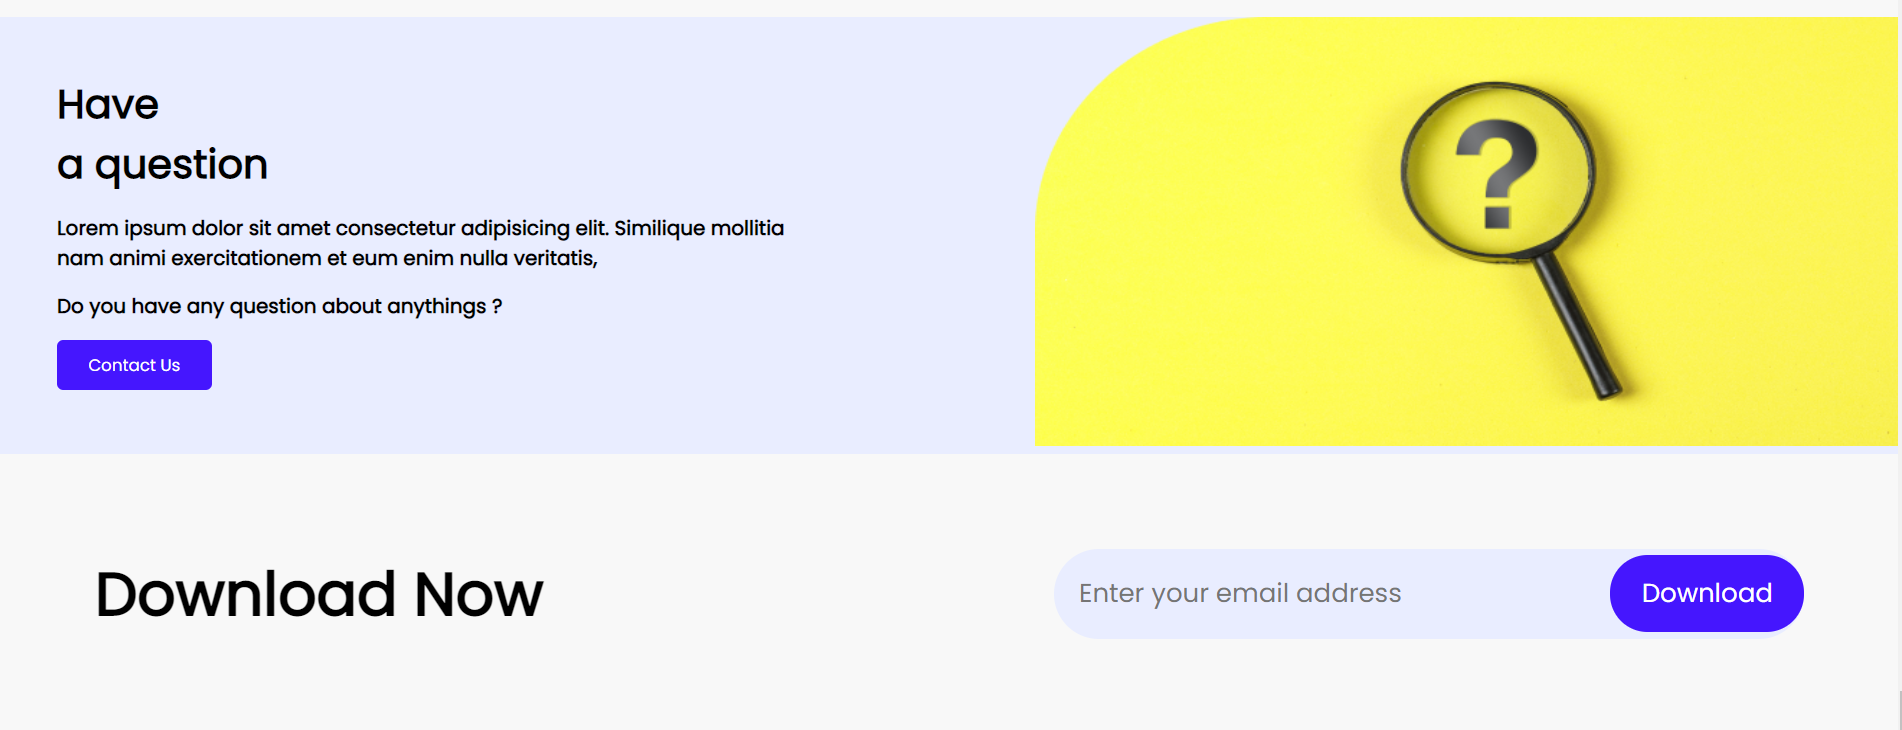 Have
a question
Lorem ipsum dolor sit amet consectetur adipisicing elit. Similique mollitia
nam animi exercitationem et eum enim nulla veritatis,
Do you have any question about anythings ?
Contact Us
?
Download Now
Enter your email address
Download